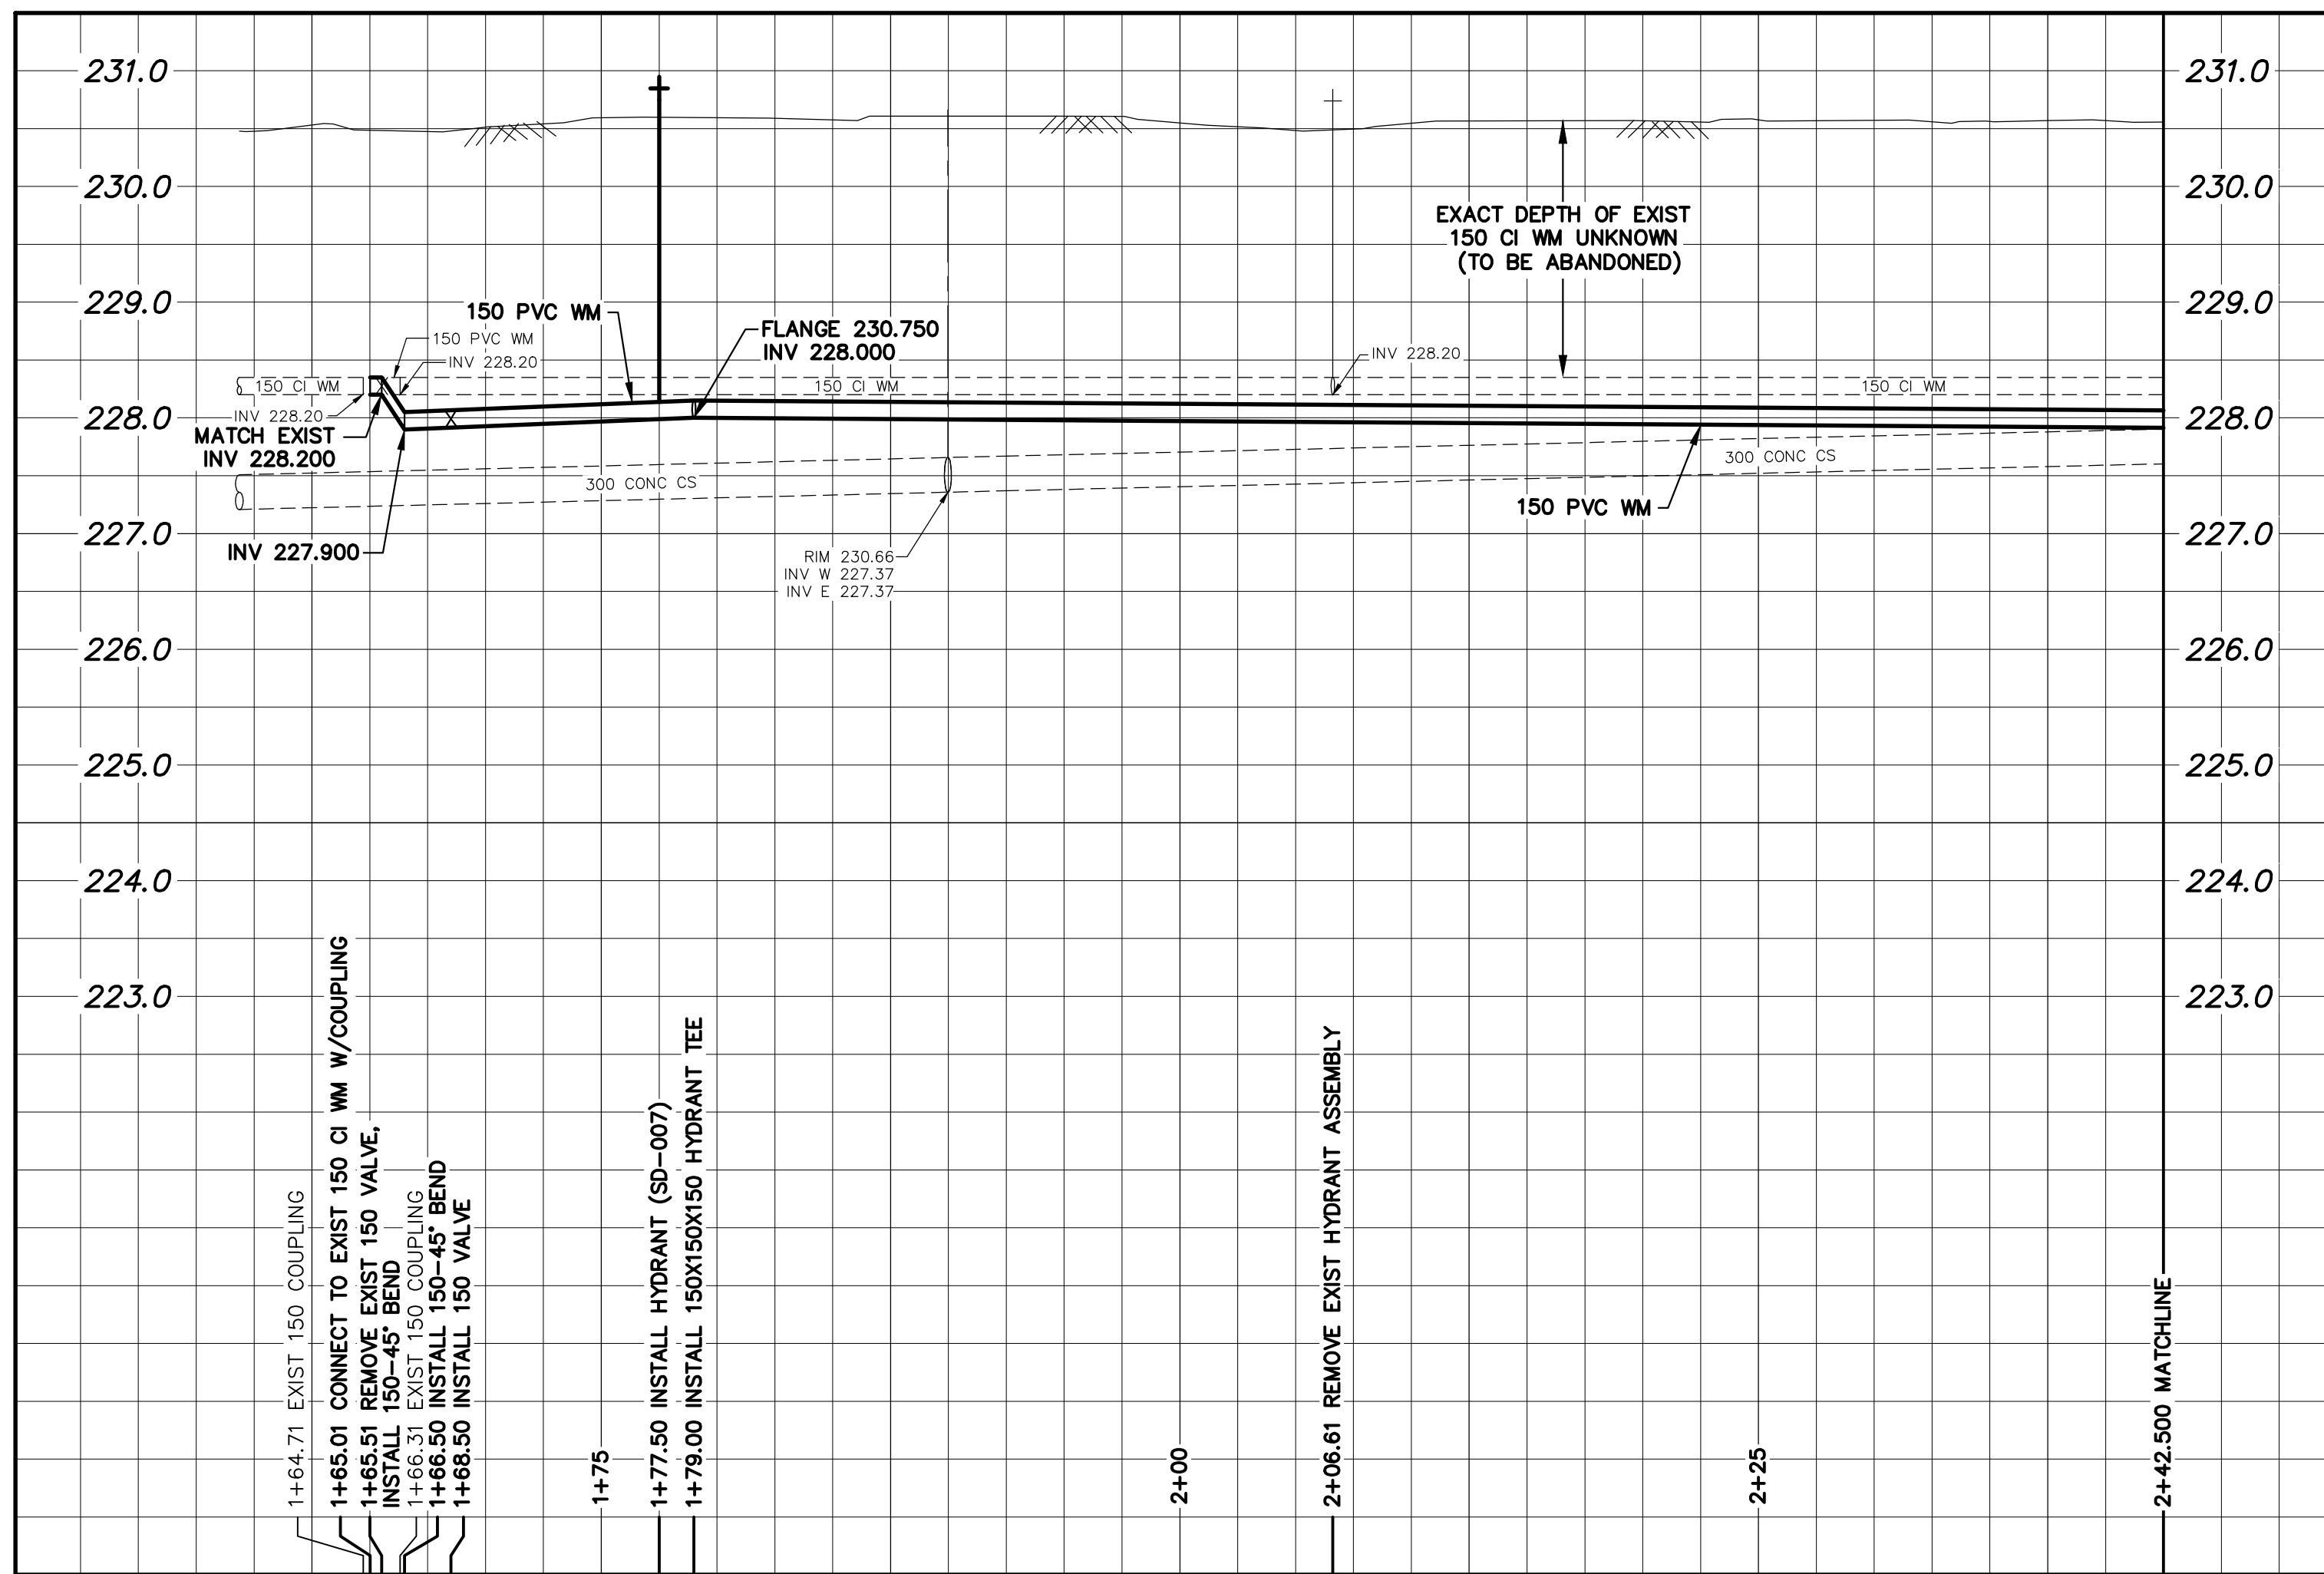 231.0
231.0
230.0
230.0
EXACT DEPTH OF EXIST
150 CI WM UNKNOWN
(TO BE ABANDONED)
229.0
229.0
150 PVC WM
FLANGE 230.750
INV 228.000
150 PVC WM
INV 228.20
INV 228.20
150 CI WM
150 CI WM
150 CI WM
INV 228.20
228.0
228.0
MATCH EXIST
INV 228.200
300 CONC CS
300 CONC CS
150 PVC WM
227.0
227.0
INV 227.900
RIM 230.66
INV W 227.37
INV E 227.37
226.0
226.0
225.0
225.0
224.0
224.0
223.0
223.0
1+64.71 EXIST 150 COUPLING
1+65.01 CONNECT TO EXIST 150 CI WM W/COUPLING
1+65.51 REMOVE EXIST 150 VALVE,
INSTALL 150-45° BEND
1+66.31 EXIST 150 COUPLING
1+66.50 INSTALL 150-45° BEND
1+68.50 INSTALL 150 VALVE
1+75
1+77.50 INSTALL HYDRANT (SD-007)
1+79.00 INSTALL 150X150X150 HYDRANT TEE
2+00
2+06.61 REMOVE EXIST HYDRANT ASSEMBLY
2+25
2+42.500 MATCHLINE